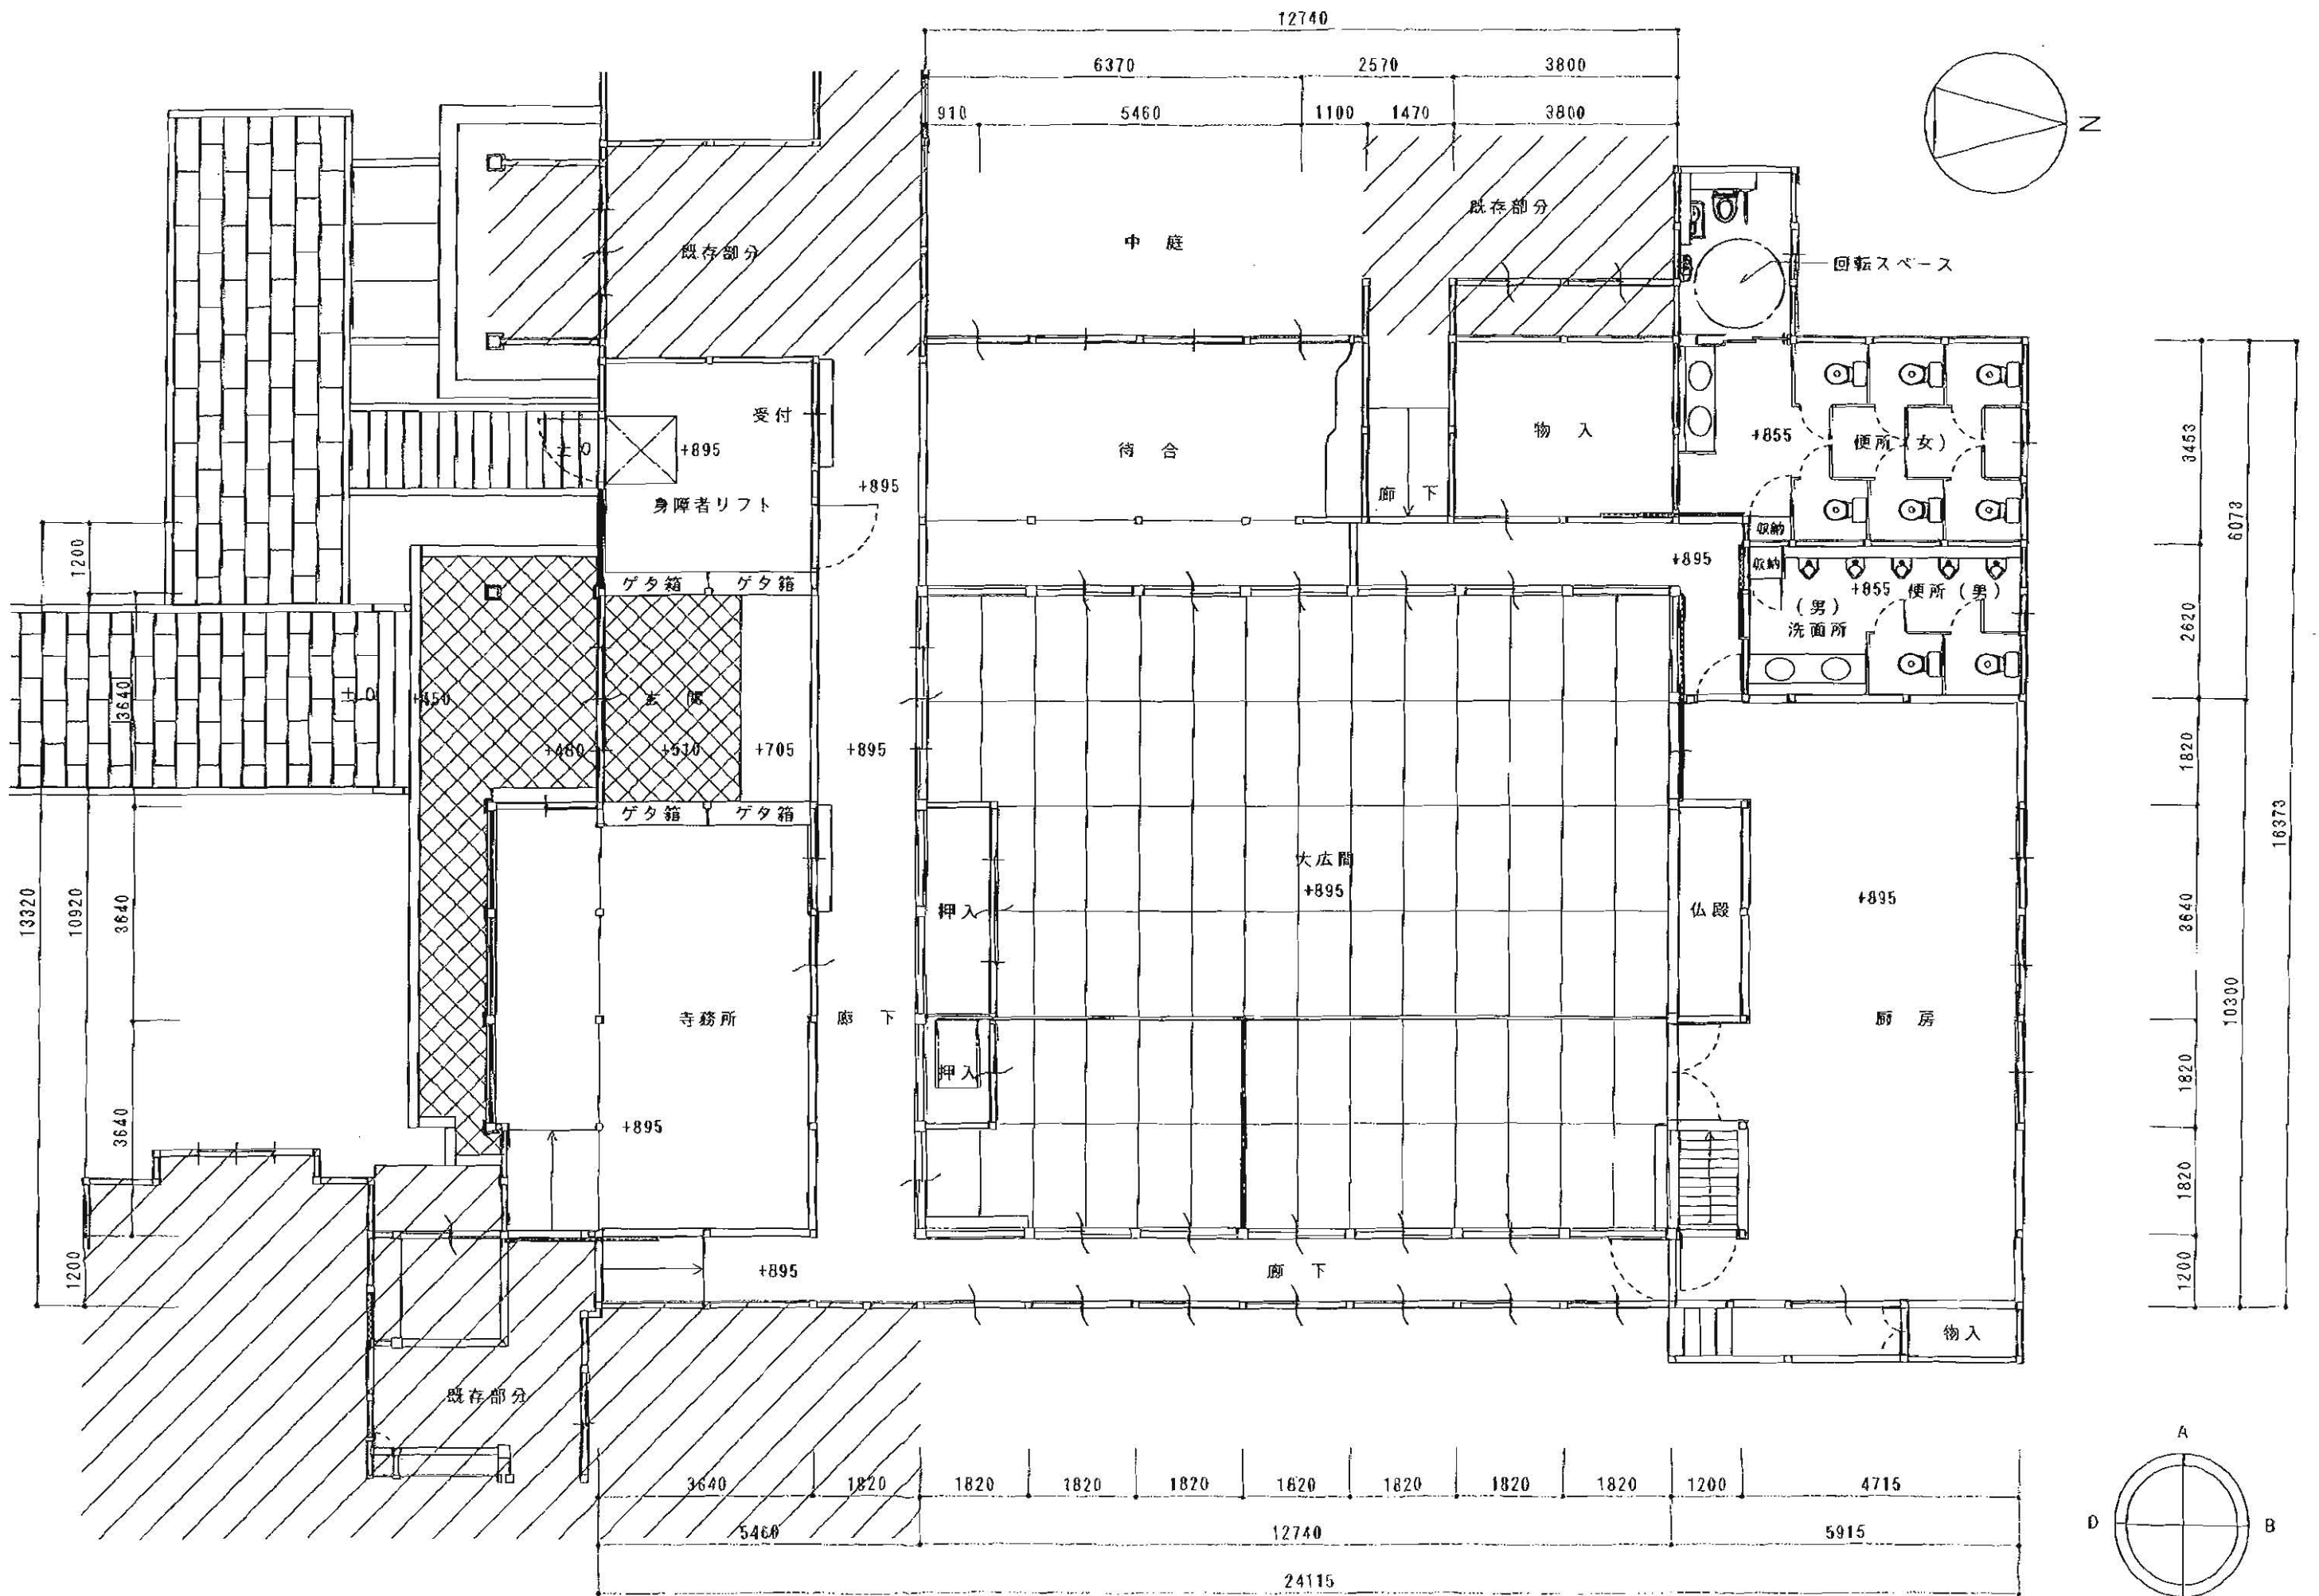 12740
6370 2570 3800
910 5460 1100 1470 3800
N
既存部分
既存部分
中 庭
回転スペース
受付
±0
+895
身障者リフト
+895
待 合
廊 下
物 入
+855
便所(女)
収納
収納
+895
+855 便所(男)
(男)
洗面所
ゲタ箱 ゲタ箱
玄 関
±0
+450
+480
+510
+705
+895
ゲタ箱 ゲタ箱
大広間
+895
押入
押入
仏殿
+895
厨 房
寺務所
廊 下
+895
+895
廊 下
物入
既存部分
1200
3640
13320
10920
3640
3640
1200
3453
6073
2620
1820
16373
3640
10300
1820
1820
1200
3640 1820 1820 1820 1820 1820 1820 1820 1820 1200 4715
5460 12740 5915
24115
A
D
B